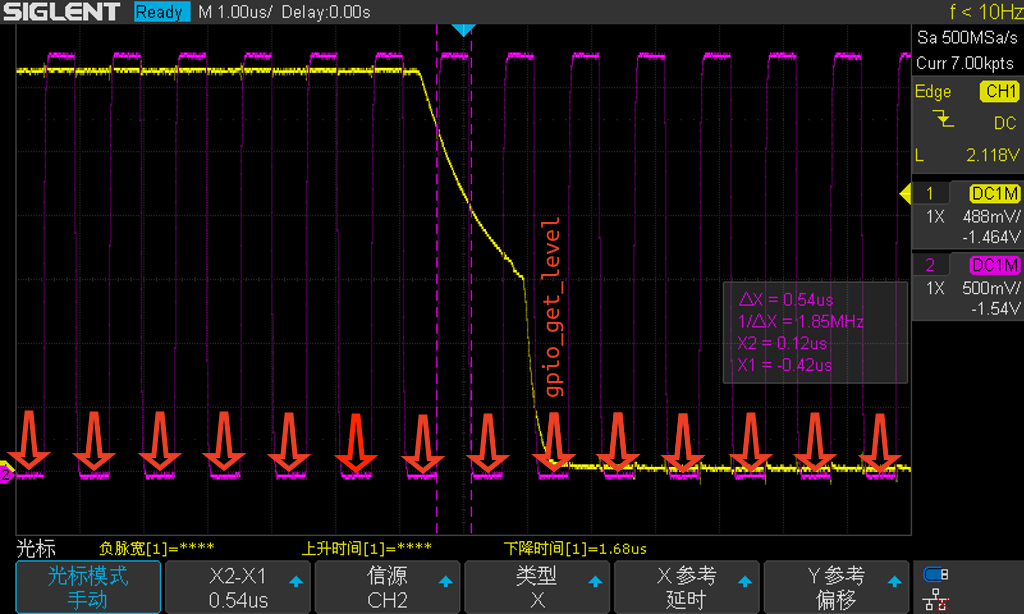 SIGLENT Ready M 1.00us/ Delay:0.00s f < 10Hz
Sa 500MSa/s
Curr 7.00kpts
Edge CH1
DC
L 2.118V
1 DC1M
1X 488mV/
-1.464V
2 DC1M
1X 500mV/
-1.54V
gpio_get_level
△X = 0.54us
1/△X = 1.85MHz
X2 = 0.12us
X1 = -0.42us
2
光标 负脉宽[1]=**** 上升时间[1]=**** 下降时间[1]=1.68us
光标模式
手动
X2-X1
0.54us
信源
CH2
类型
X
X参考
延时
Y参考
偏移